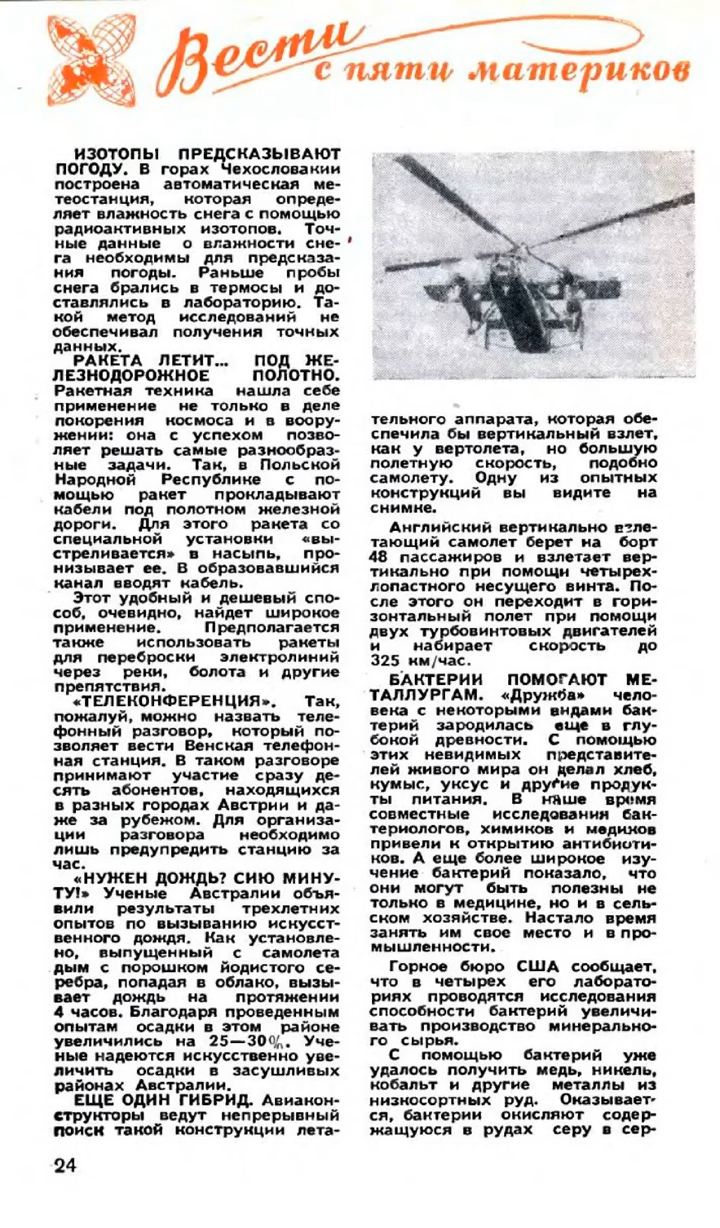 Вести
с пяти материков
ИЗОТОПЫ ПРЕДСКАЗЫВАЮТ
ПОГОДУ. В горах Чехословакии
построена автоматическая ме-
теостанция, которая опреде-
ляет влажность снега с помощью
радиоактивных изотопов. Точ-
ные данные о влажности сне-
га необходимы для предсказа-
ния погоды. Раньше пробы
снега брались в термосы и до-
ставлялись в лабораторию. Та-
кой метод исследований не
обеспечивал получения точных
данных.
РАКЕТА ЛЕТИТ... ПОД ЖЕ-
ЛЕЗНОДОРОЖНОЕ ПОЛОТНО.
Ракетная техника нашла себе
применение не только в деле
покорения космоса и в воору-
жении: она с успехом позво-
ляет решать самые разнообраз-
ные задачи. Так, в Польской
Народной Республике с по-
мощью ракет прокладывают
кабели под полотном железной
дороги. Для этого ракета со
специальной установки «вы-
стреливается» в насыпь, про-
низывает ее. В образовавшийся
канал вводят кабель.
Этот удобный и дешевый спо-
соб, очевидно, найдет широкое
применение. Предполагается
также использовать ракеты
для переброски электролиний
через реки, болота и другие
препятствия.
«ТЕЛЕКОНФЕРЕНЦИЯ». Так,
пожалуй, можно назвать теле-
фонный разговор, который по-
зволяет вести Венская телефон-
ная станция. В таком разговоре
принимают участие сразу де-
сять абонентов, находящихся
в разных городах Австрии и да-
же за рубежом. Для организа-
ции разговора необходимо
лишь предупредить станцию за
час.
«НУЖЕН ДОЖДЬ? СИЮ МИНУ-
ТУ!» Ученые Австралии объя-
вили результаты трехлетних
опытов по вызыванию искусст-
венного дождя. Как установле-
но, выпущенный с самолета
дым с порошком йодистого се-
ребра, попадая в облако, вызы-
вает дождь на протяжении
4 часов. Благодаря проведенным
опытам осадки в этом районе
увеличились на 25—30%. Уче-
ные надеются искусственно уве-
личить осадки в засушливых
районах Австралии.
ЕЩЕ ОДИН ГИБРИД. Авиакон-
структоры ведут непрерывный
поиск такой конструкции лета-
тельного аппарата, которая обе-
спечила бы вертикальный взлет,
как у вертолета, но большую
полетную скорость, подобно
самолету. Одну из опытных
конструкций вы видите на
снимке.
Английский вертикально взле-
тающий самолет берет на борт
48 пассажиров и взлетает вер-
тикально при помощи четырех-
лопастного несущего винта. По-
сле этого он переходит в гори-
зонтальный полет при помощи
двух турбовинтовых двигателей
и набирает скорость до
325 км/час.
БАКТЕРИИ ПОМОГАЮТ МЕ-
ТАЛЛУРГАМ. «Дружба» чело-
века с некоторыми видами бак-
терий зародилась еще в глу-
бокой древности. С помощью
этих невидимых представите-
лей живого мира он делал хлеб,
кумыс, уксус и другие продук-
ты питания. В наше время
совместные исследования бак-
териологов, химиков и медиков
привели к открытию антибиоти-
ков. А еще более широкое изу-
чение бактерий показало, что
они могут быть полезны не
только в медицине, но и в сель-
ском хозяйстве. Настало время
занять им свое место и в про-
мышленности.
Горное бюро США сообщает,
что в четырех его лаборато-
риях проводятся исследования
способности бактерий увеличи-
вать производство минерально-
го сырья.
С помощью бактерий уже
удалось получить медь, никель,
кобальт и другие металлы из
низкосортных руд. Оказывает-
ся, бактерии окисляют содер-
жащуюся в рудах серу в сер-
24